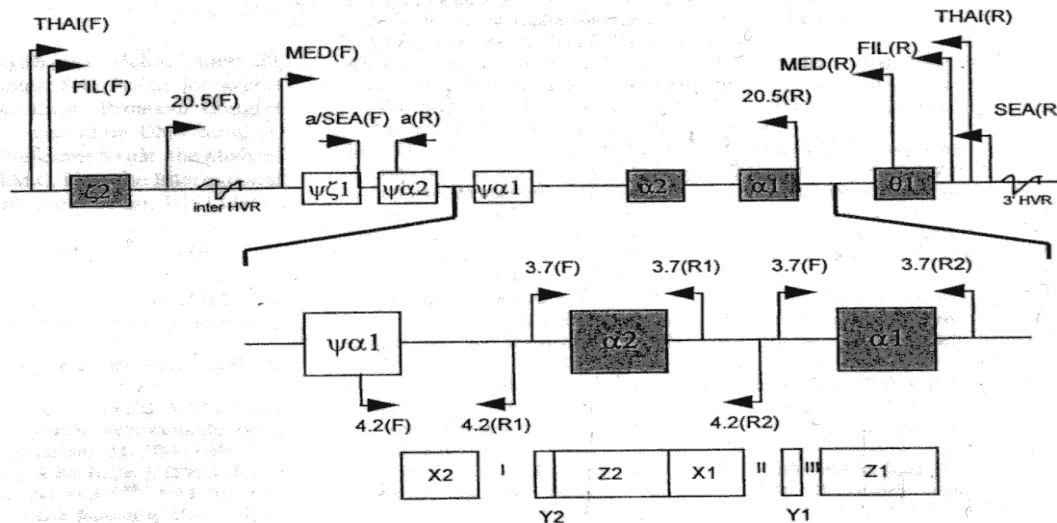 THAI(F)
FIL(F)
20.5(F)
MED(F)
a/SEA(F)
a(R)
20.5(R)
MED(R)
FIL(R)
THAI(R)
SEA(R
ζ2
inter HVR
ψζ1
ψα2
ψα1
α2
α1
θ1
3' HVR
3.7(F)
3.7(R1)
3.7(F)
3.7(R2)
ψα1
α2
α1
4.2(F)
4.2(R1)
4.2(R2)
X2
I
Z2
X1
II
III
Z1
Y2
Y1